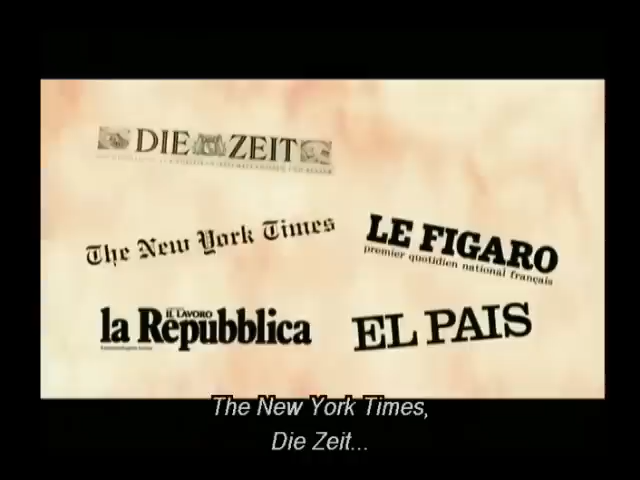 DIE ZEIT
The New York Times
LE FIGARO
premier quotidien national français
IL LAVORO
la Repubblica
EL PAIS
The New York Times,
Die Zeit...